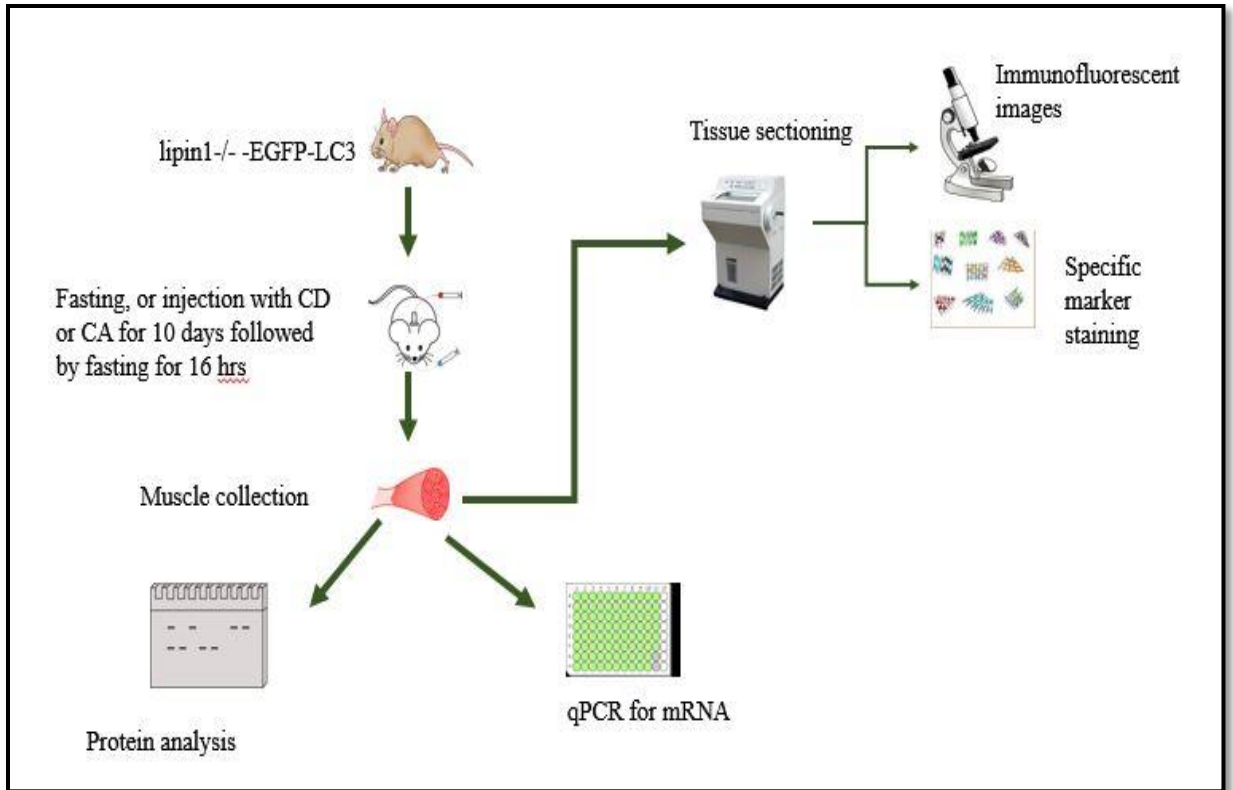 lipin1-/- -EGFP-LC3
Fasting, or injection with CD
or CA for 10 days followed
by fasting for 16 hrs
Muscle collection
Protein analysis
qPCR for mRNA
Tissue sectioning
Immunofluorescent
images
Specific
marker
staining